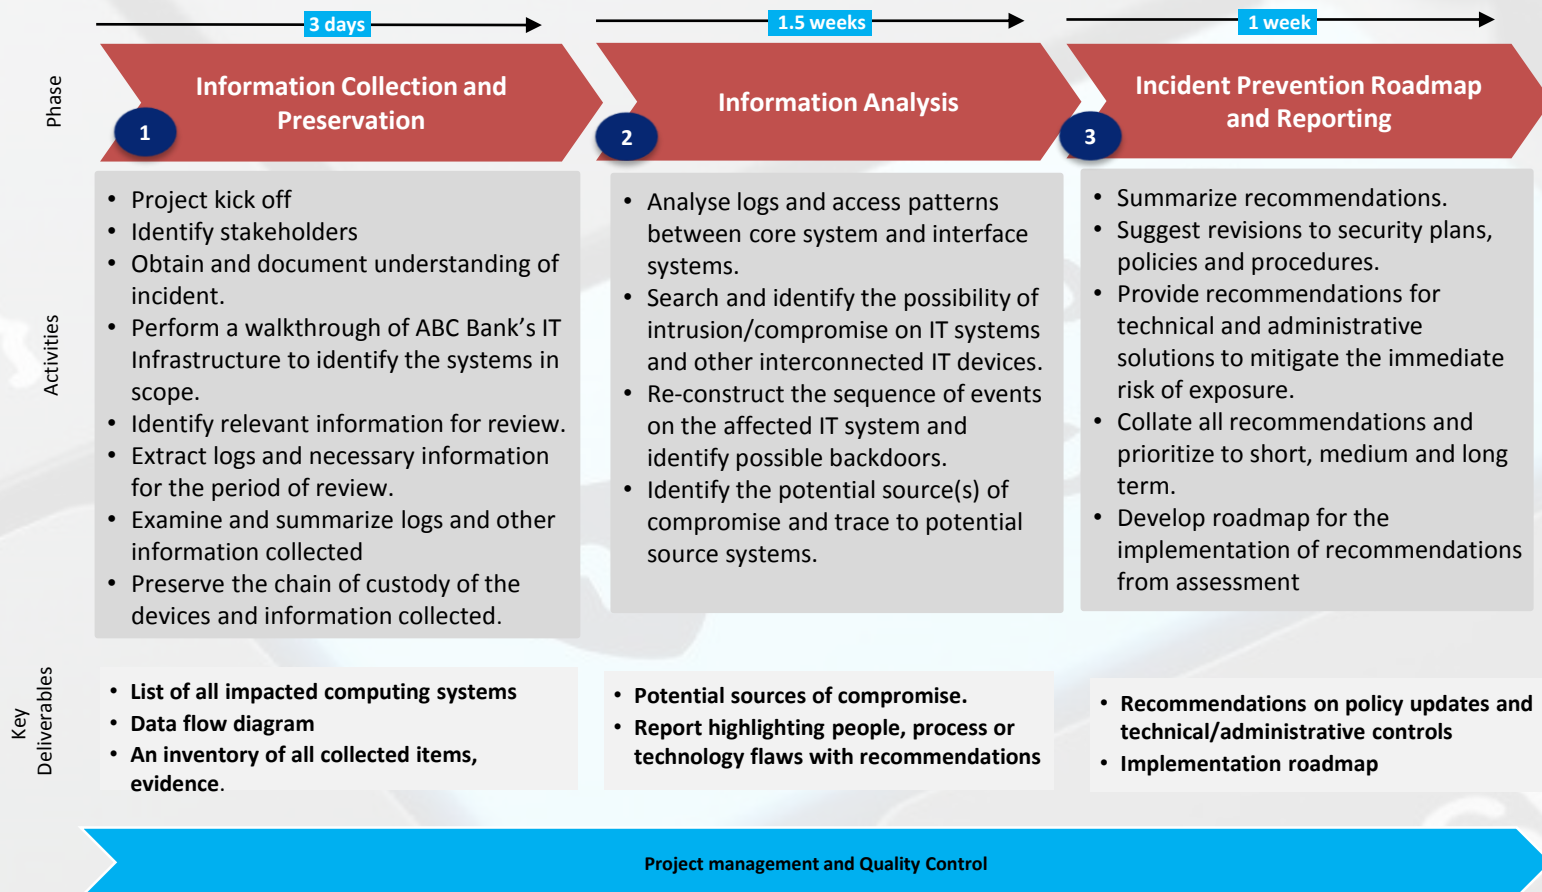 3 days
1.5 weeks
1 week
Phase
1
Information Collection and
Preservation
2
Information Analysis
3
Incident Prevention Roadmap
and Reporting
Activities
• Project kick off
• Identify stakeholders
• Obtain and document understanding of
incident.
• Perform a walkthrough of ABC Bank’s IT
Infrastructure to identify the systems in
scope.
• Identify relevant information for review.
• Extract logs and necessary information
for the period of review.
• Examine and summarize logs and other
information collected
• Preserve the chain of custody of the
devices and information collected.
• Analyse logs and access patterns
between core system and interface
systems.
• Search and identify the possibility of
intrusion/compromise on IT systems
and other interconnected IT devices.
• Re-construct the sequence of events
on the affected IT system and
identify possible backdoors.
• Identify the potential source(s) of
compromise and trace to potential
source systems.
• Summarize recommendations.
• Suggest revisions to security plans,
policies and procedures.
• Provide recommendations for
technical and administrative
solutions to mitigate the immediate
risk of exposure.
• Collate all recommendations and
prioritize to short, medium and long
term.
• Develop roadmap for the
implementation of recommendations
from assessment
Key
Deliverables
• List of all impacted computing systems
• Data flow diagram
• An inventory of all collected items,
evidence.
• Potential sources of compromise.
• Report highlighting people, process or
technology flaws with recommendations
• Recommendations on policy updates and
technical/administrative controls
• Implementation roadmap
Project management and Quality Control